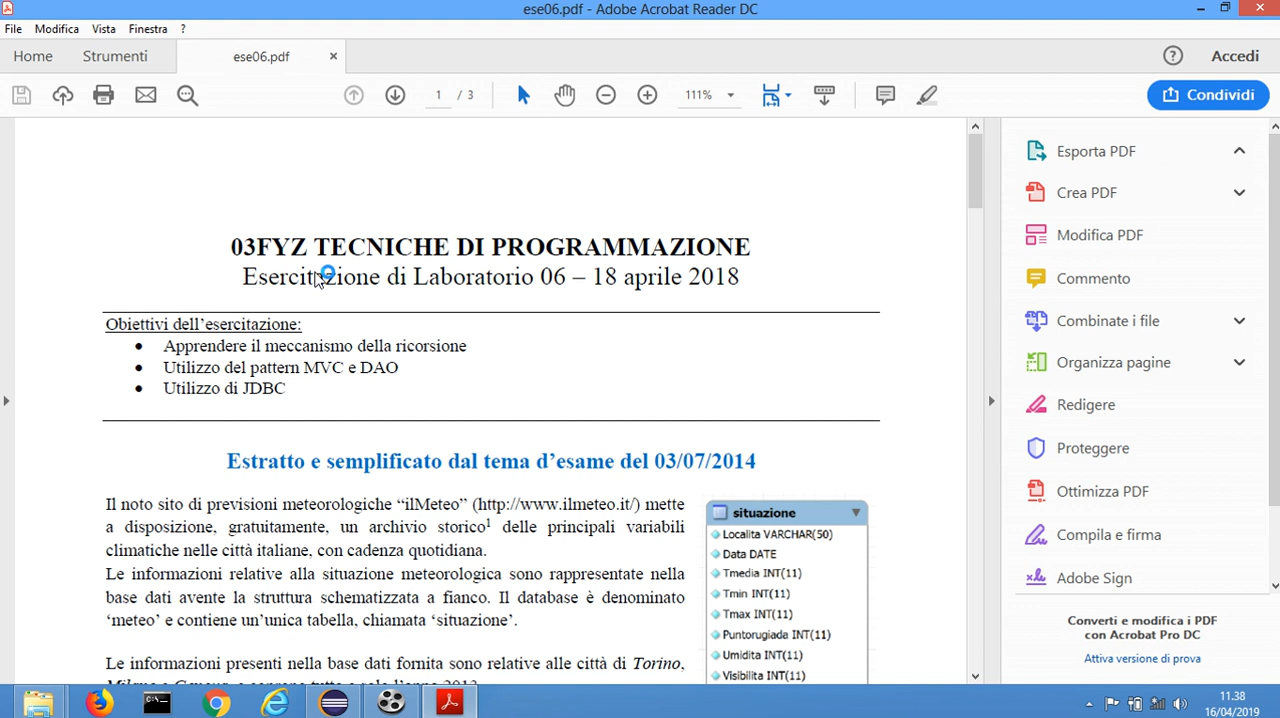 ese06.pdf - Adobe Acrobat Reader DC
File Modifica Vista Finestra ?
Home Strumenti ese06.pdf × Accedi
1 / 3 111% Condividi
03FYZ TECNICHE DI PROGRAMMAZIONE
Esercitazione di Laboratorio 06 – 18 aprile 2018
Obiettivi dell’esercitazione:
• Apprendere il meccanismo della ricorsione
• Utilizzo del pattern MVC e DAO
• Utilizzo di JDBC
Estratto e semplificato dal tema d’esame del 03/07/2014
Il noto sito di previsioni meteorologiche “ilMeteo” (http://www.ilmeteo.it/) mette
a disposizione, gratuitamente, un archivio storico¹ delle principali variabili
climatiche nelle città italiane, con cadenza quotidiana.
Le informazioni relative alla situazione meteorologica sono rappresentate nella
base dati avente la struttura schematizzata a fianco. Il database è denominato
‘meteo’ e contiene un’unica tabella, chiamata ‘situazione’.
Le informazioni presenti nella base dati fornita sono relative alle città di Torino,
situazione
Localita VARCHAR(50)
Data DATE
Tmedia INT(11)
Tmin INT(11)
Tmax INT(11)
Puntorugiada INT(11)
Umidita INT(11)
Visibilita INT(11)
Esporta PDF
Crea PDF
Modifica PDF
Commento
Combinate i file
Organizza pagine
Redigere
Proteggere
Ottimizza PDF
Compila e firma
Adobe Sign
Converti e modifica i PDF
con Acrobat Pro DC
Attiva versione di prova
11.38
16/04/2019